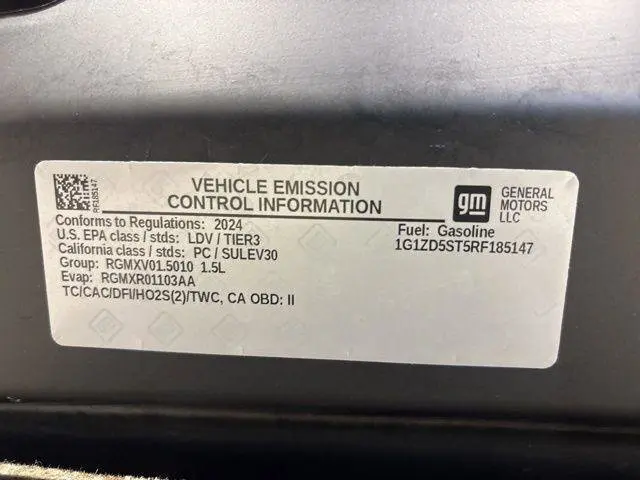 VEHICLE EMISSION
CONTROL INFORMATION
RF185147
gm
GENERAL
MOTORS
LLC
Conforms to Regulations: 2024
U.S. EPA class / stds: LDV / TIER3
California class / stds: PC / SULEV30
Group: RGMXV01.5010 1.5L
Evap: RGMXR01103AA
TC/CAC/DFI/HO2S(2)/TWC, CA OBD: II
Fuel: Gasoline
1G1ZD5ST5RF185147